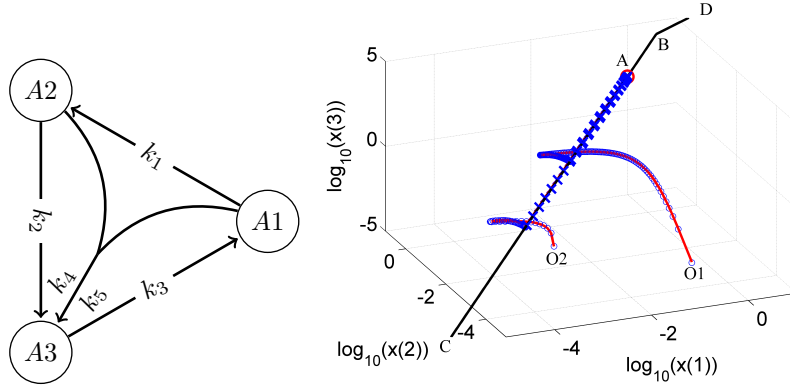 A2
k₁
A1
k₂
k₄
k₅
k₃
A3
D
B
A
5
0
-5
log₁₀(x(3))
0
-2
-4
log₁₀(x(2))
C
O2
O1
-4
-2
0
log₁₀(x(1))